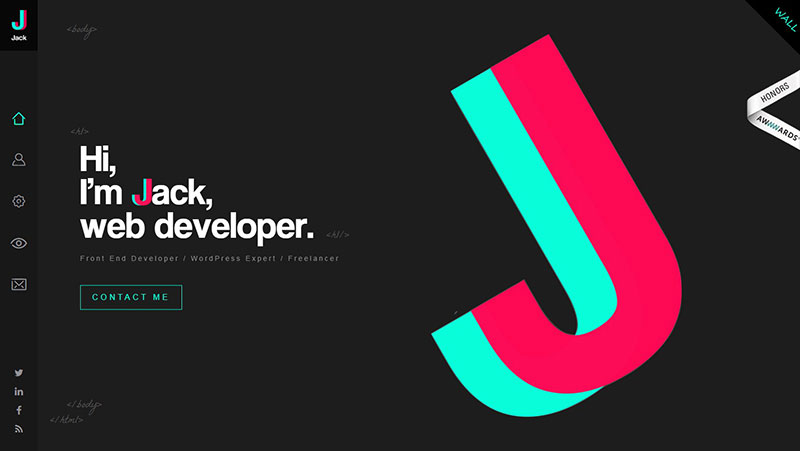 Jack
<body>
WALL
HONORS
AWWWARDS
<h1>
Hi,
I'm Jack,
web developer.
<h1/>
Front End Developer / WordPress Expert / Freelancer
CONTACT ME
</body>
</html>